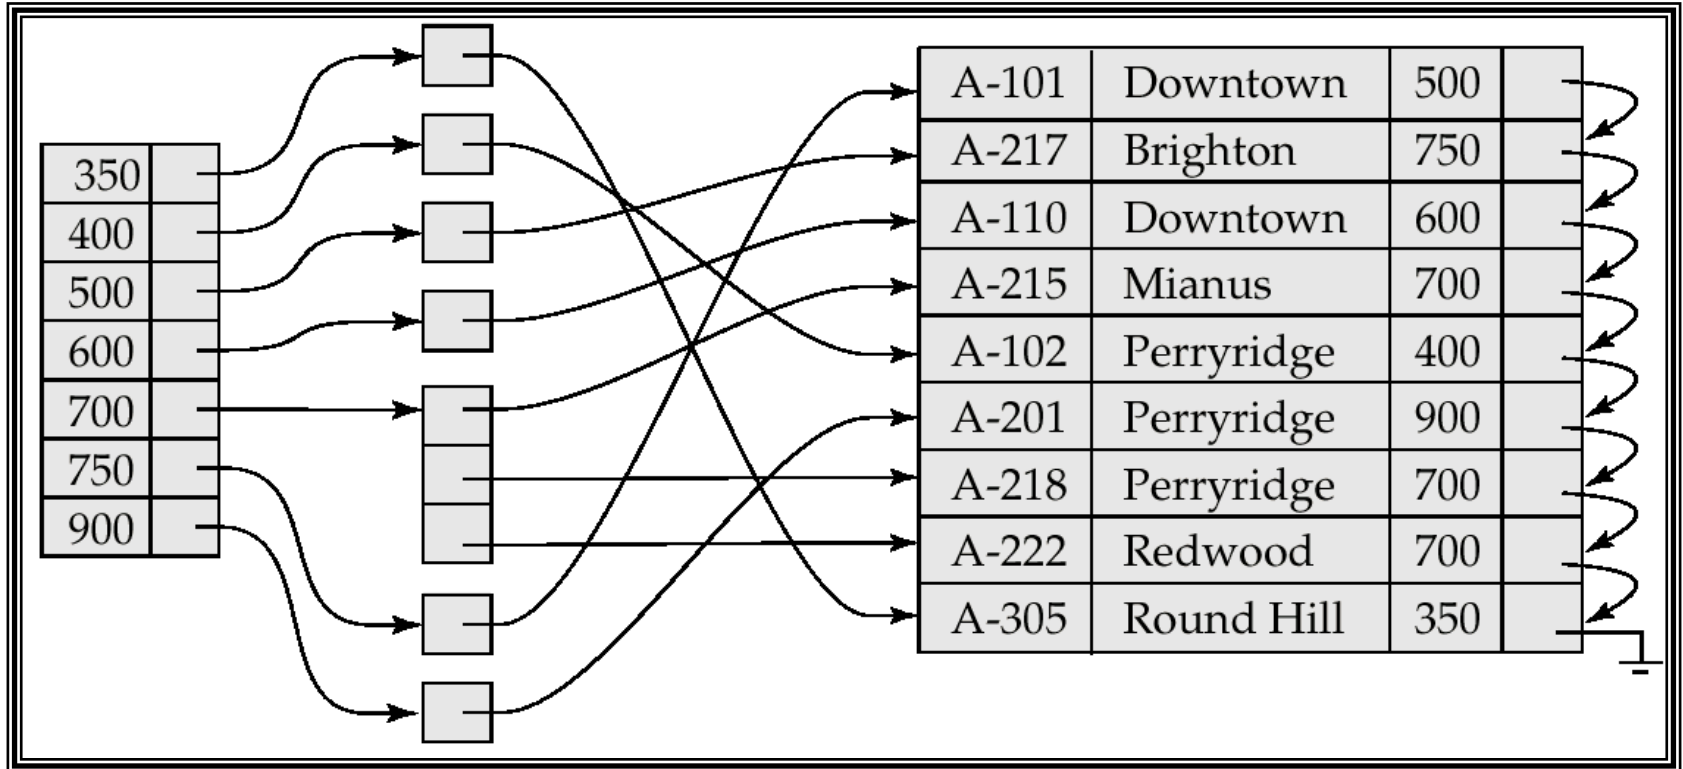 350
400
500
600
700
750
900
A-101 Downtown 500
A-217 Brighton 750
A-110 Downtown 600
A-215 Mianus 700
A-102 Perryridge 400
A-201 Perryridge 900
A-218 Perryridge 700
A-222 Redwood 700
A-305 Round Hill 350